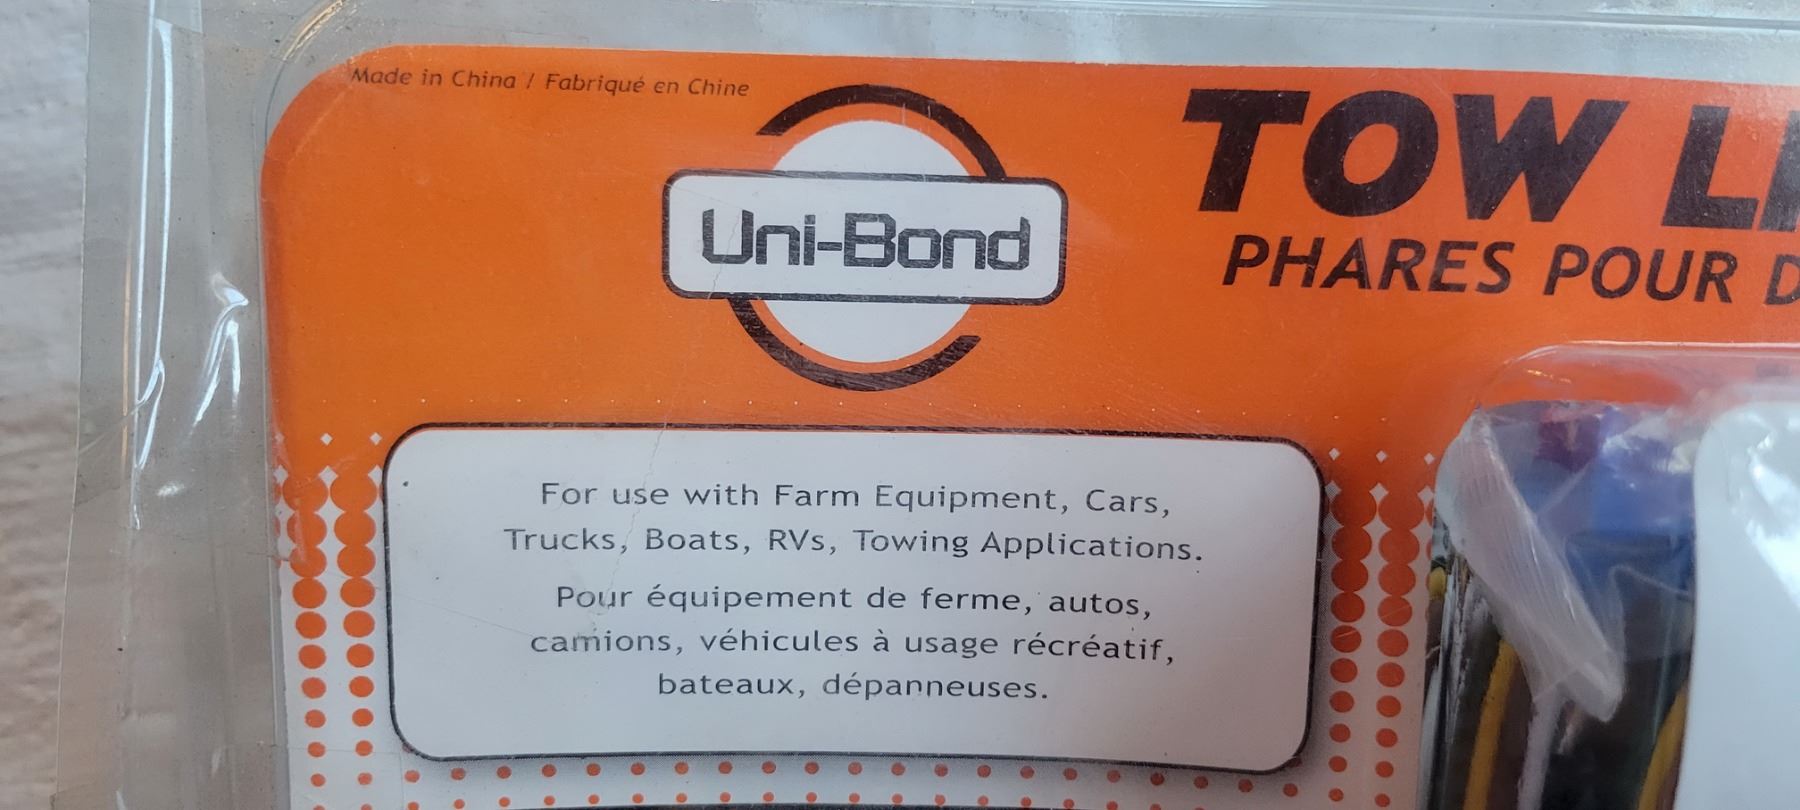 Made in China / Fabriqué en Chine
Uni-Bond
TOW
PHARES POUR
For use with Farm Equipment, Cars,
Trucks, Boats, RVs, Towing Applications.
Pour équipement de ferme, autos,
camions, véhicules à usage récréatif,
bateaux, dépanneuses.